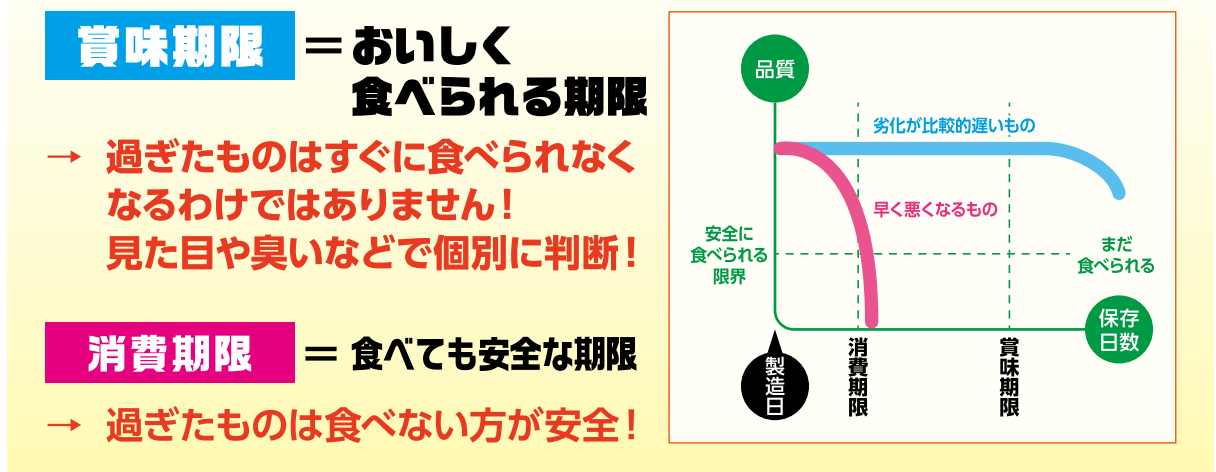 賞味期限 = おいしく
食べられる期限
→ 過ぎたものはすぐに食べられなく
なるわけではありません!
見た目や臭いなどで個別に判断!
消費期限 = 食べても安全な期限
→ 過ぎたものは食べない方が安全!
品質
劣化が比較的遅いもの
早く悪くなるもの
安全に
食べられる
限界
まだ
食べられる
保存
日数
製造日
消費期限
賞味期限